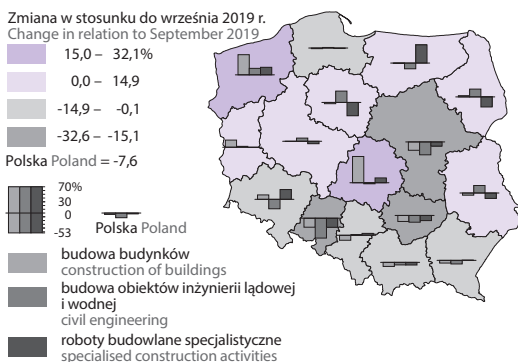 Zmiana w stosunku do września 2019 r.
Change in relation to September 2019
15,0 – 32,1%
0,0 – 14,9
-14,9 – -0,1
-32,6 – -15,1
Polska Poland = -7,6
70%
30
0
-53
Polska Poland
budowa budynków
construction of buildings
budowa obiektów inżynierii lądowej
i wodnej
civil engineering
roboty budowlane specjalistyczne
specialised construction activities